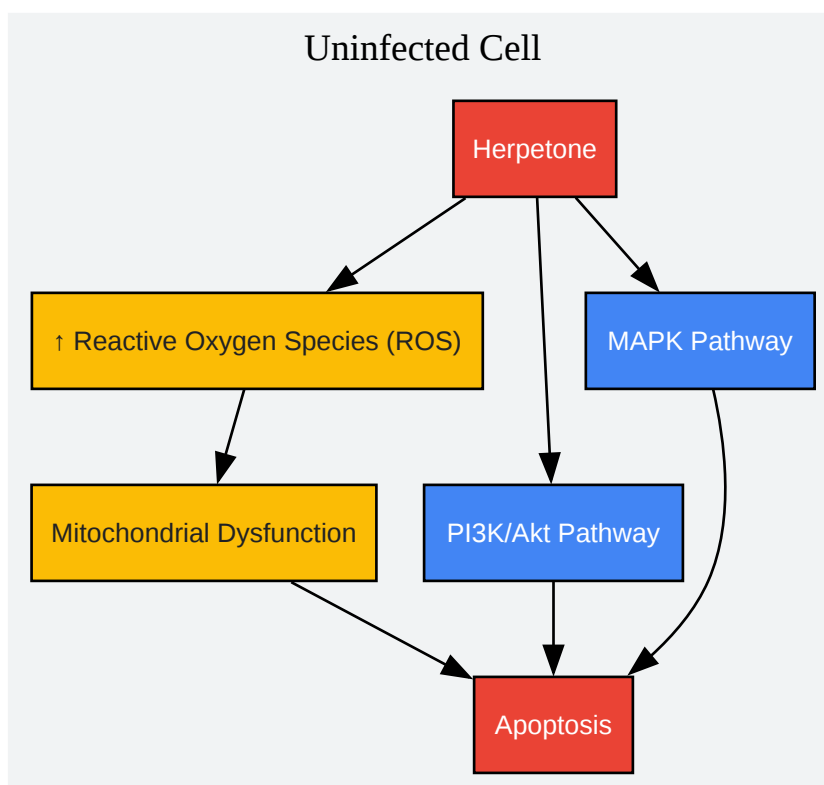 Uninfected Cell
Herpetone
↑ Reactive Oxygen Species (ROS)
MAPK Pathway
Mitochondrial Dysfunction
PI3K/Akt Pathway
Apoptosis